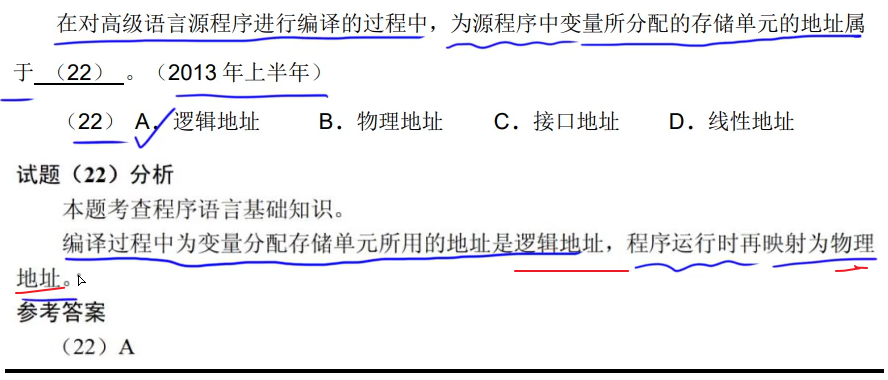 在对高级语言源程序进行编译的过程中，为源程序中变量所分配的存储单元的地址属
于 （22） 。（2013 年上半年）
（22） A．逻辑地址 B．物理地址 C．接口地址 D．线性地址
试题（22）分析
本题考查程序语言基础知识。
编译过程中为变量分配存储单元所用的地址是逻辑地址，程序运行时再映射为物理
地址。
参考答案
（22）A